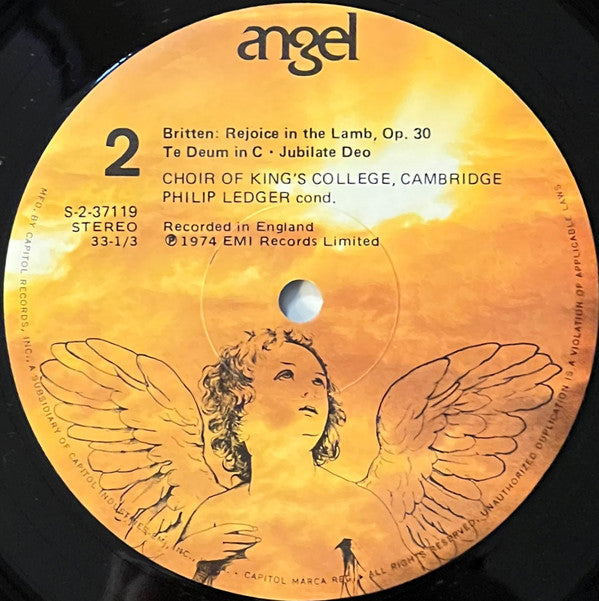 angel
2
Britten: Rejoice in the Lamb, Op. 30
Te Deum in C • Jubilate Deo
CHOIR OF KING'S COLLEGE, CAMBRIDGE
PHILIP LEDGER cond.
S-2-37119
STEREO
33-1/3
Recorded in England
℗ 1974 EMI Records Limited
MFD. BY CAPITOL RECORDS, INC., A SUBSIDIARY OF CAPITOL INDUSTRIES-EMI, INC., • CAPITOL MARCA REG. • ALL RIGHTS RESERVED. UNAUTHORIZED DUPLICATION IS A VIOLATION OF APPLICABLE LAWS.